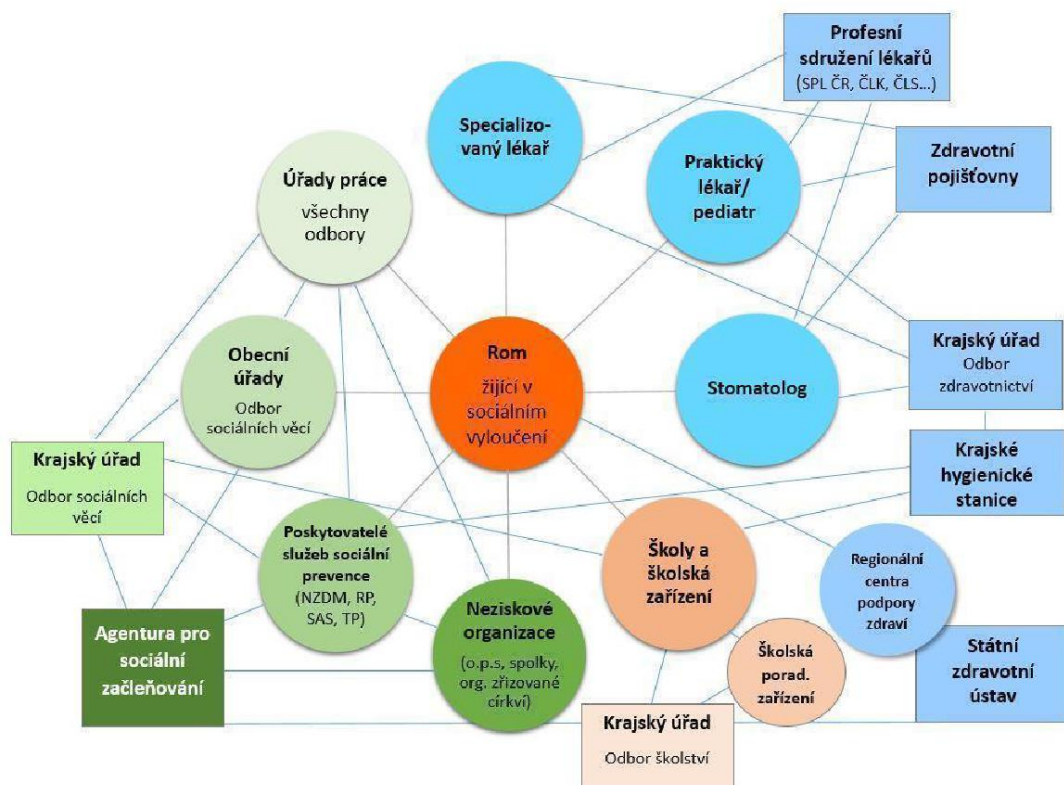 Profesní
sdružení lékařů
(SPL ČR, ČLK, ČLS...)
Specializo-
vaný lékař
Praktický
lékař/
pediatr
Zdravotní
pojišťovny
Úřady práce
všechny
odbory
Obecní
úřady
Odbor
sociálních věcí
Rom
žijící v
sociálním
vyloučení
Stomatolog
Krajský úřad
Odbor
zdravotnictví
Krajský úřad
Odbor sociálních
věcí
Krajské
hygienické
stanice
Poskytovatelé
služeb sociální
prevence
(NZDM, RP,
SAS, TP)
Školy a
školská
zařízení
Regionální
centra
podpory
zdraví
Agentura pro
sociální
začleňování
Neziskové
organizace
(o.p.s, spolky,
org. zřizované
církví)
Školská
porad.
zařízení
Státní
zdravotní
ústav
Krajský úřad
Odbor školství